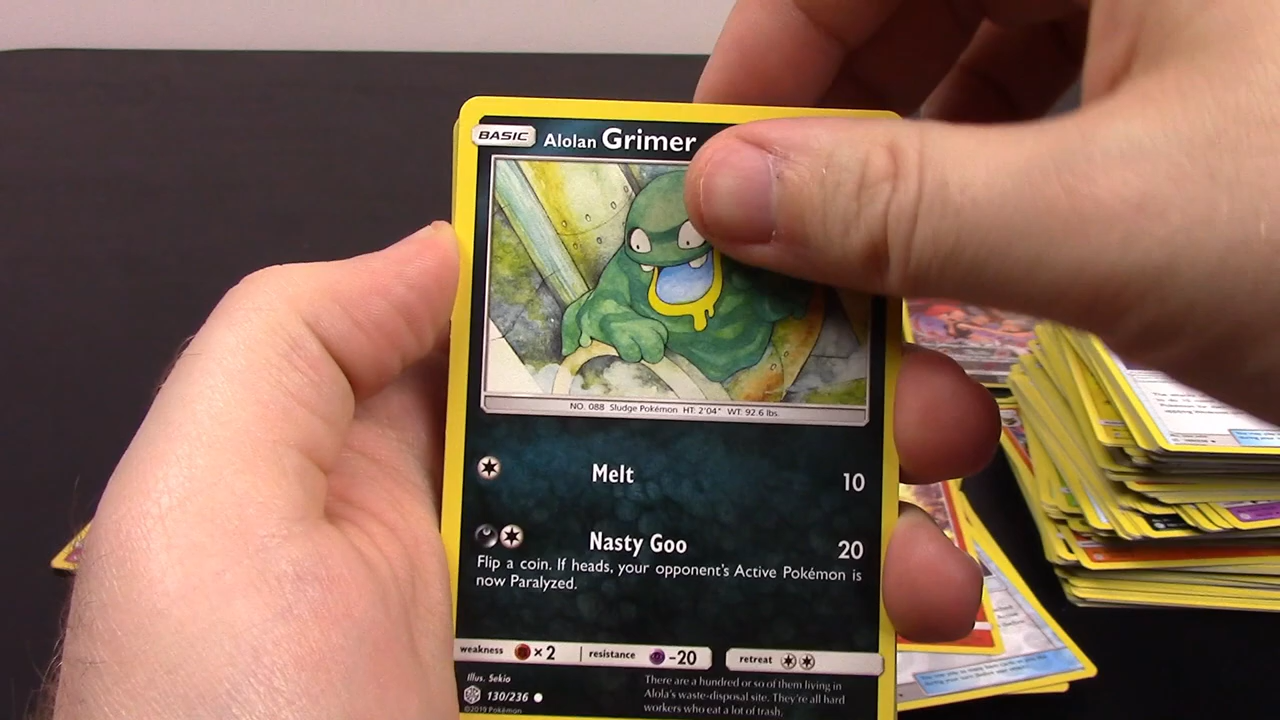 BASIC Alolan Grimer
NO. 088 Sludge Pokémon HT: 2'04" WT: 92.6 lbs.
Melt 10
Nasty Goo 20
Flip a coin. If heads, your opponent's Active Pokémon is
now Paralyzed.
weakness ×2 resistance -20 retreat
Illus. Sekio
130/236
©2019 Pokémon
There are a hundred or so of them living in
Alola's waste-disposal site. They're all hard
workers who eat a lot of trash.